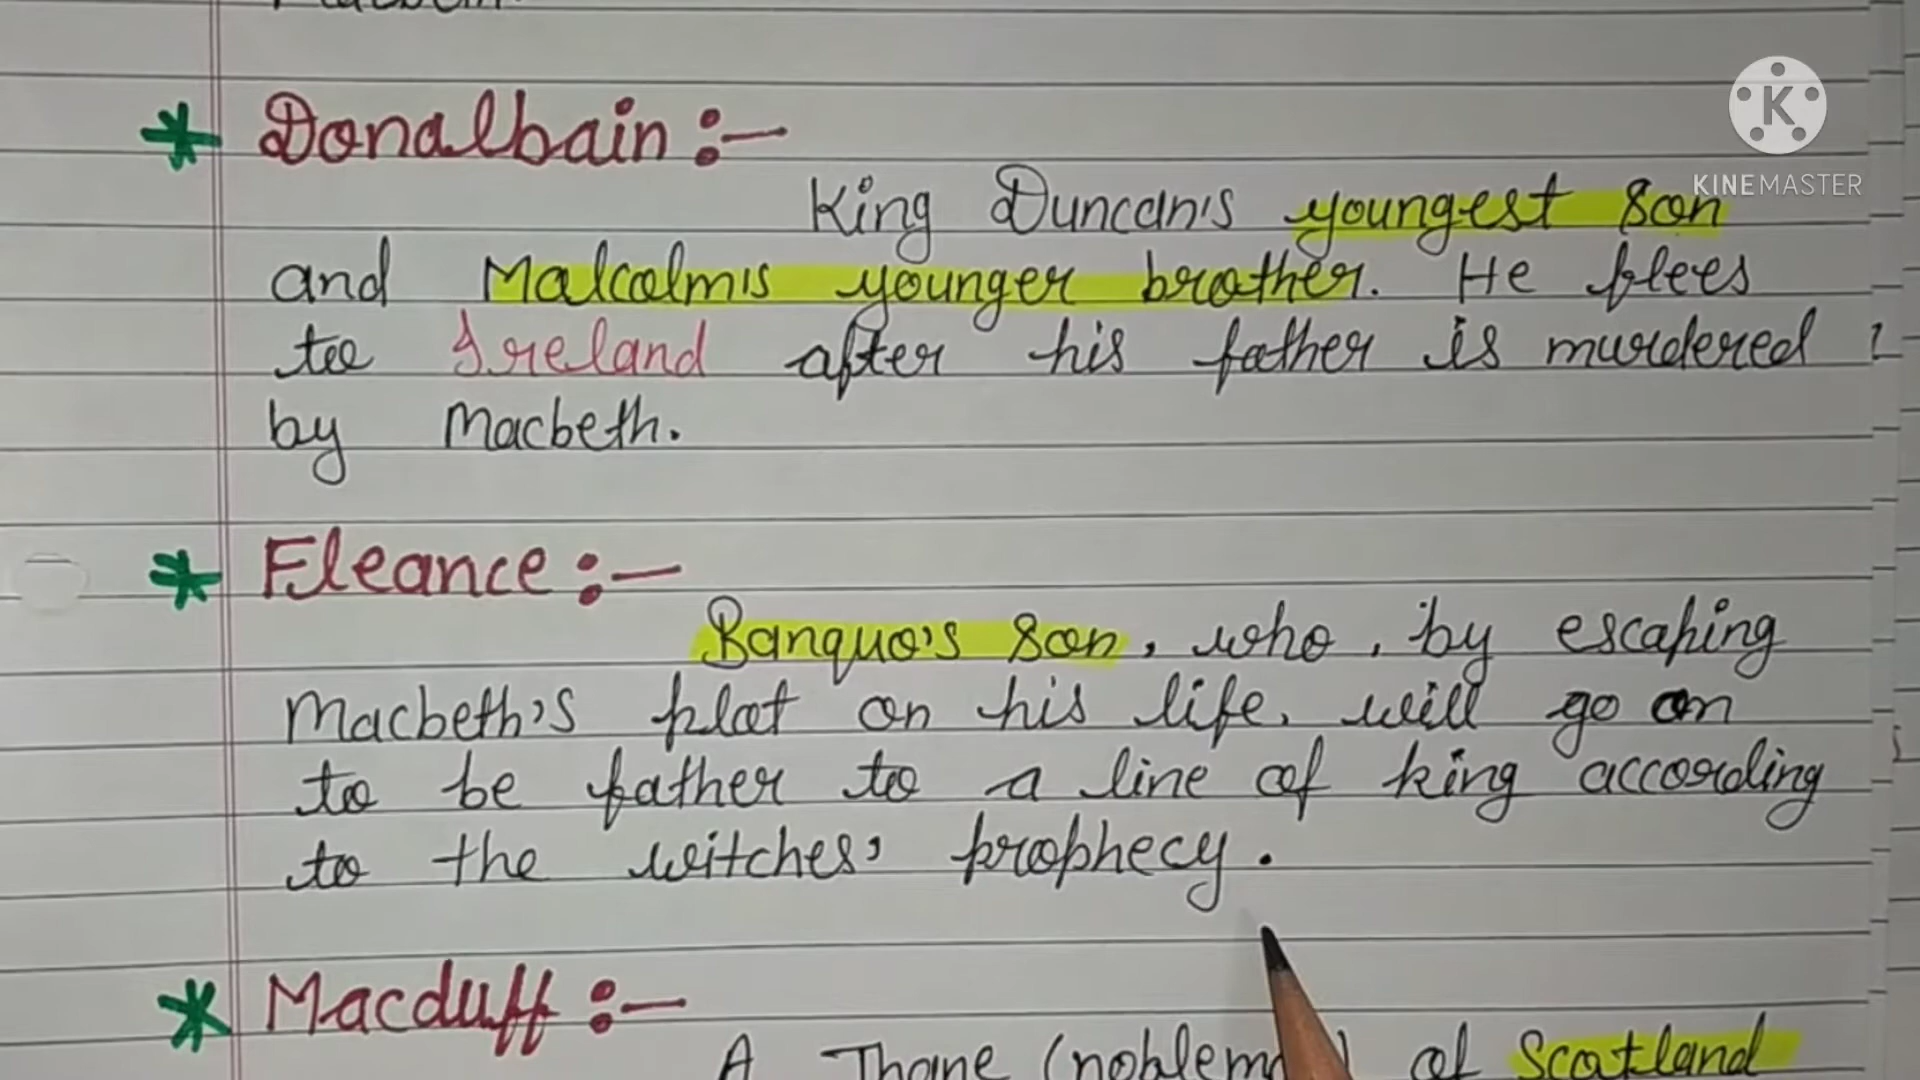 * Donalbain :-
King Duncan's youngest son
and Malcolm's younger brother. He flees
to Ireland after his father is murdered
by Macbeth.
* Fleance :-
Banquo's son, who, by escaping
Macbeth's plot on his life, will go on
to be father to a line of king according
to the witches' prophecy.
* Macduff :-
A Thane (noblem ) of Scotland
K
KINEMASTER